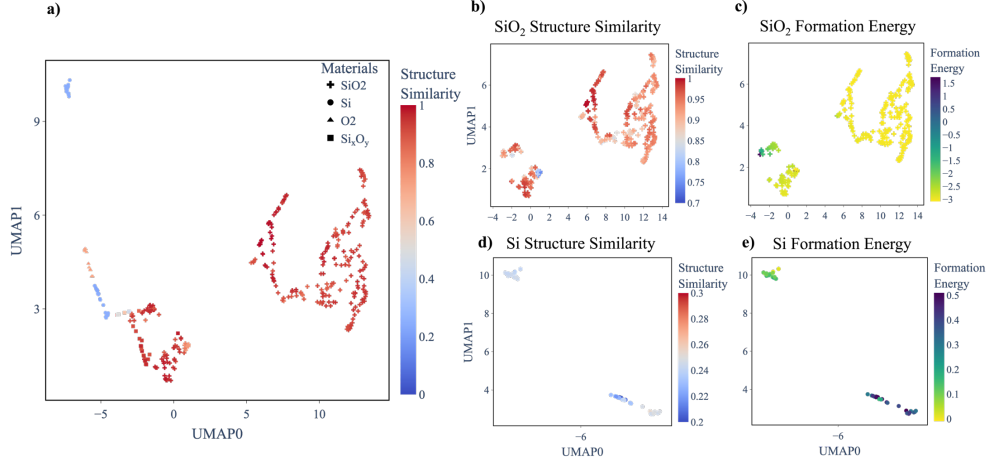 a)
Materials
SiO2
Si
O2
SixOy
Structure
Similarity
1
0.8
0.6
0.4
0.2
0
9
6
3
UMAP1
−5
0
5
10
UMAP0
b)
SiO2 Structure Similarity
Structure
Similarity
1
0.95
0.9
0.85
0.8
0.75
0.7
6
4
2
UMAP1
−4
−2
0
2
4
6
8
10
12
14
c)
SiO2 Formation Energy
Formation
Energy
1.5
1
0.5
0
−0.5
−1
−1.5
−2
−2.5
−3
6
4
2
−4
−2
0
2
4
6
8
10
12
14
d)
Si Structure Similarity
Structure
Similarity
0.3
0.28
0.26
0.24
0.22
0.2
10
8
6
4
UMAP1
−6
UMAP0
e)
Si Formation Energy
Formation
Energy
0.5
0.4
0.3
0.2
0.1
0
10
8
6
4
−6
UMAP0